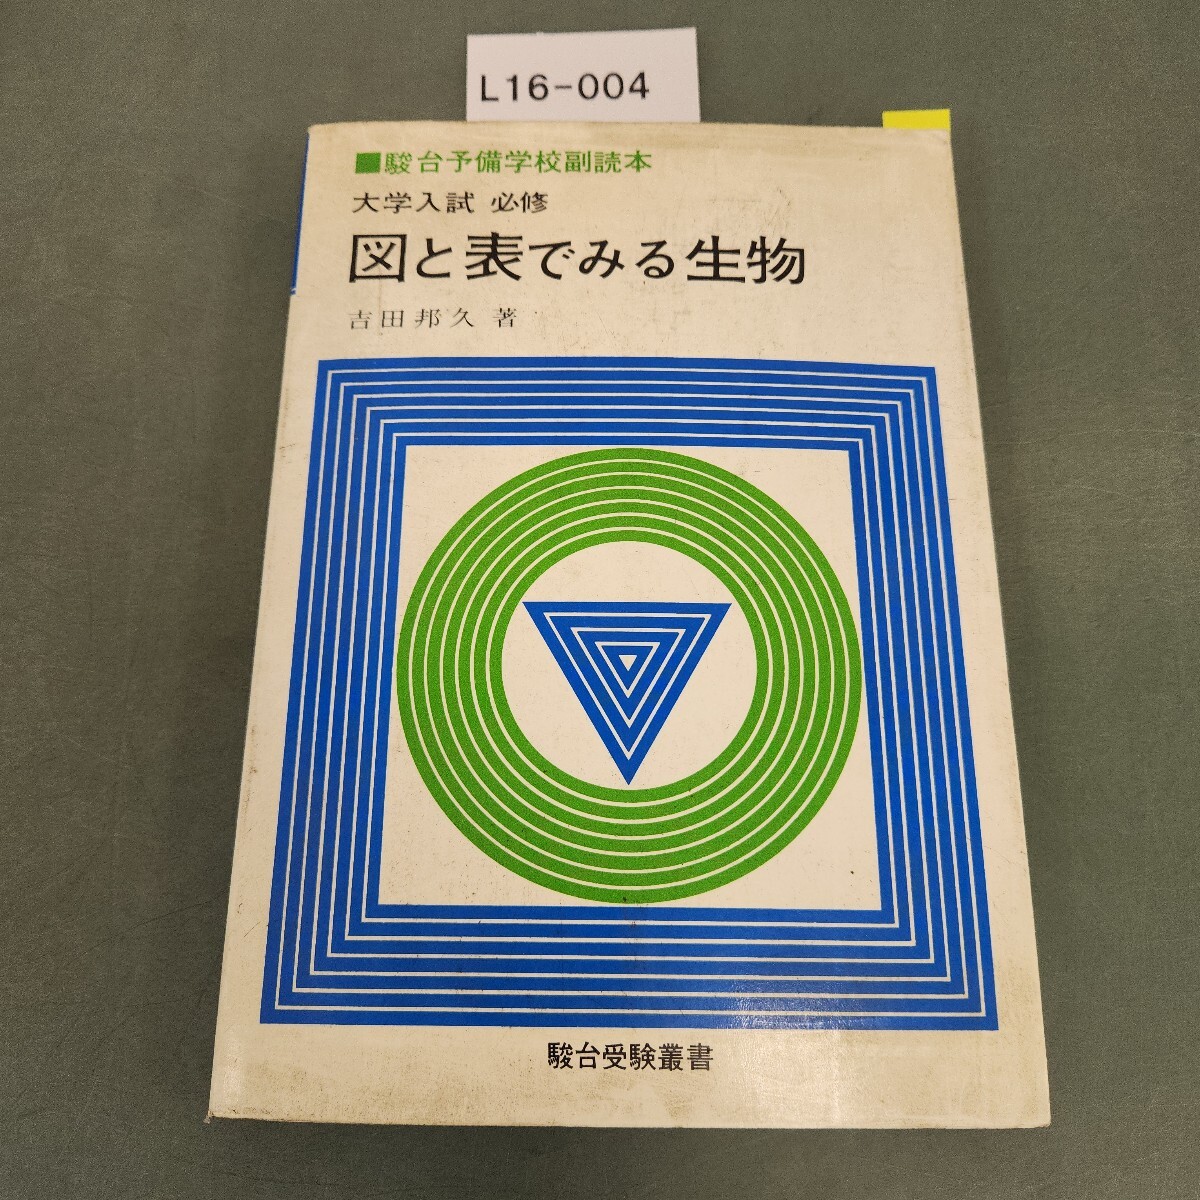 L16-004
■駿台予備学校副読本
大学入試 必修
図と表でみる生物
吉田邦久 著
駿台受験叢書